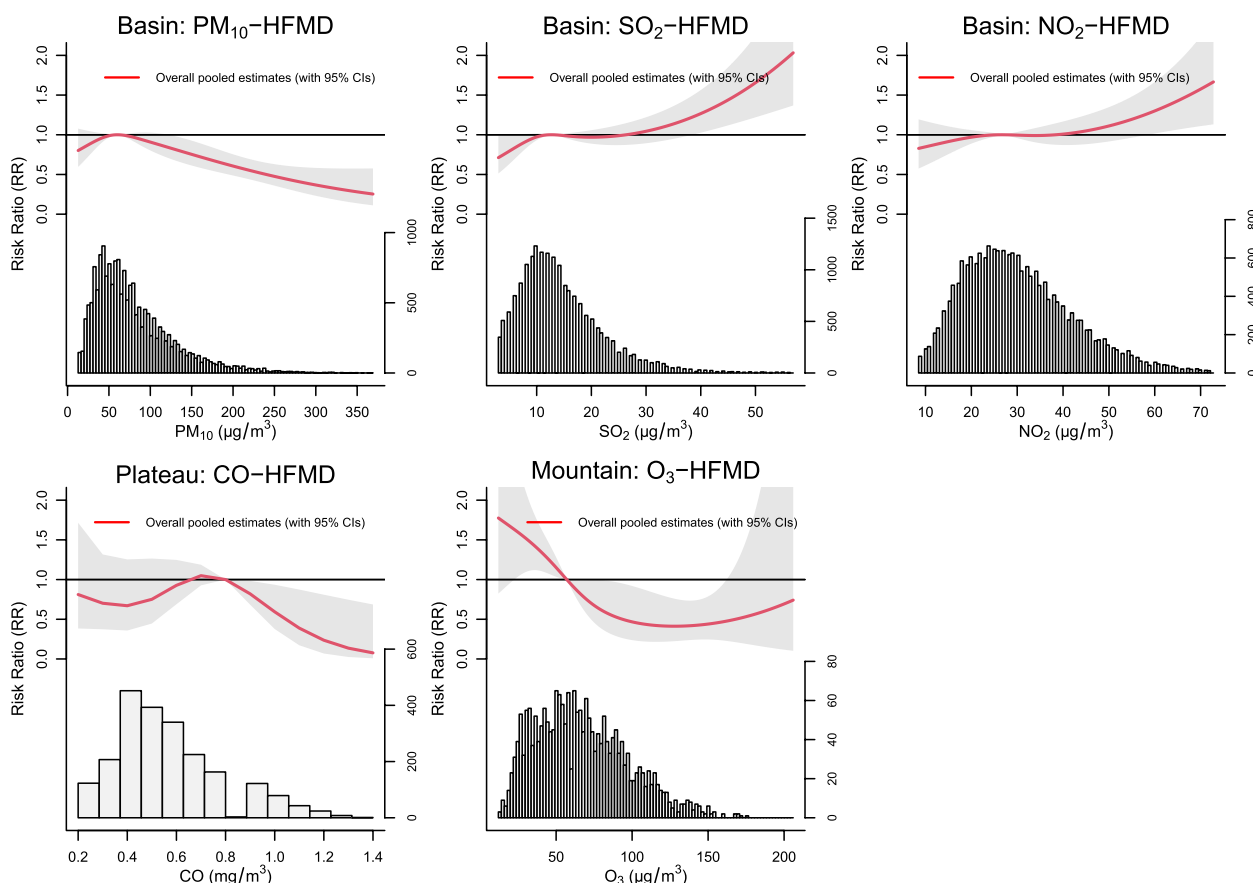 Basin: PM₁₀−HFMD
Overall pooled estimates (with 95% CIs)
Risk Ratio (RR)
2.0
1.5
1.0
0.5
0.0
1000
500
0
0 50 100 150 200 250 300 350
PM₁₀ (µg/m³)
Basin: SO₂−HFMD
Overall pooled estimates (with 95% CIs)
Risk Ratio (RR)
2.0
1.5
1.0
0.5
0.0
1500
1000
500
0
10 20 30 40 50
SO₂ (µg/m³)
Basin: NO₂−HFMD
Overall pooled estimates (with 95% CIs)
Risk Ratio (RR)
2.0
1.5
1.0
0.5
0.0
800
600
400
200
0
10 20 30 40 50 60 70
NO₂ (µg/m³)
Plateau: CO−HFMD
Overall pooled estimates (with 95% CIs)
Risk Ratio (RR)
2.0
1.5
1.0
0.5
0.0
600
400
200
0
0.2 0.4 0.6 0.8 1.0 1.2 1.4
CO (mg/m³)
Mountain: O₃−HFMD
Overall pooled estimates (with 95% CIs)
Risk Ratio (RR)
2.0
1.5
1.0
0.5
0.0
80
60
40
20
0
50 100 150 200
O₃ (µg/m³)